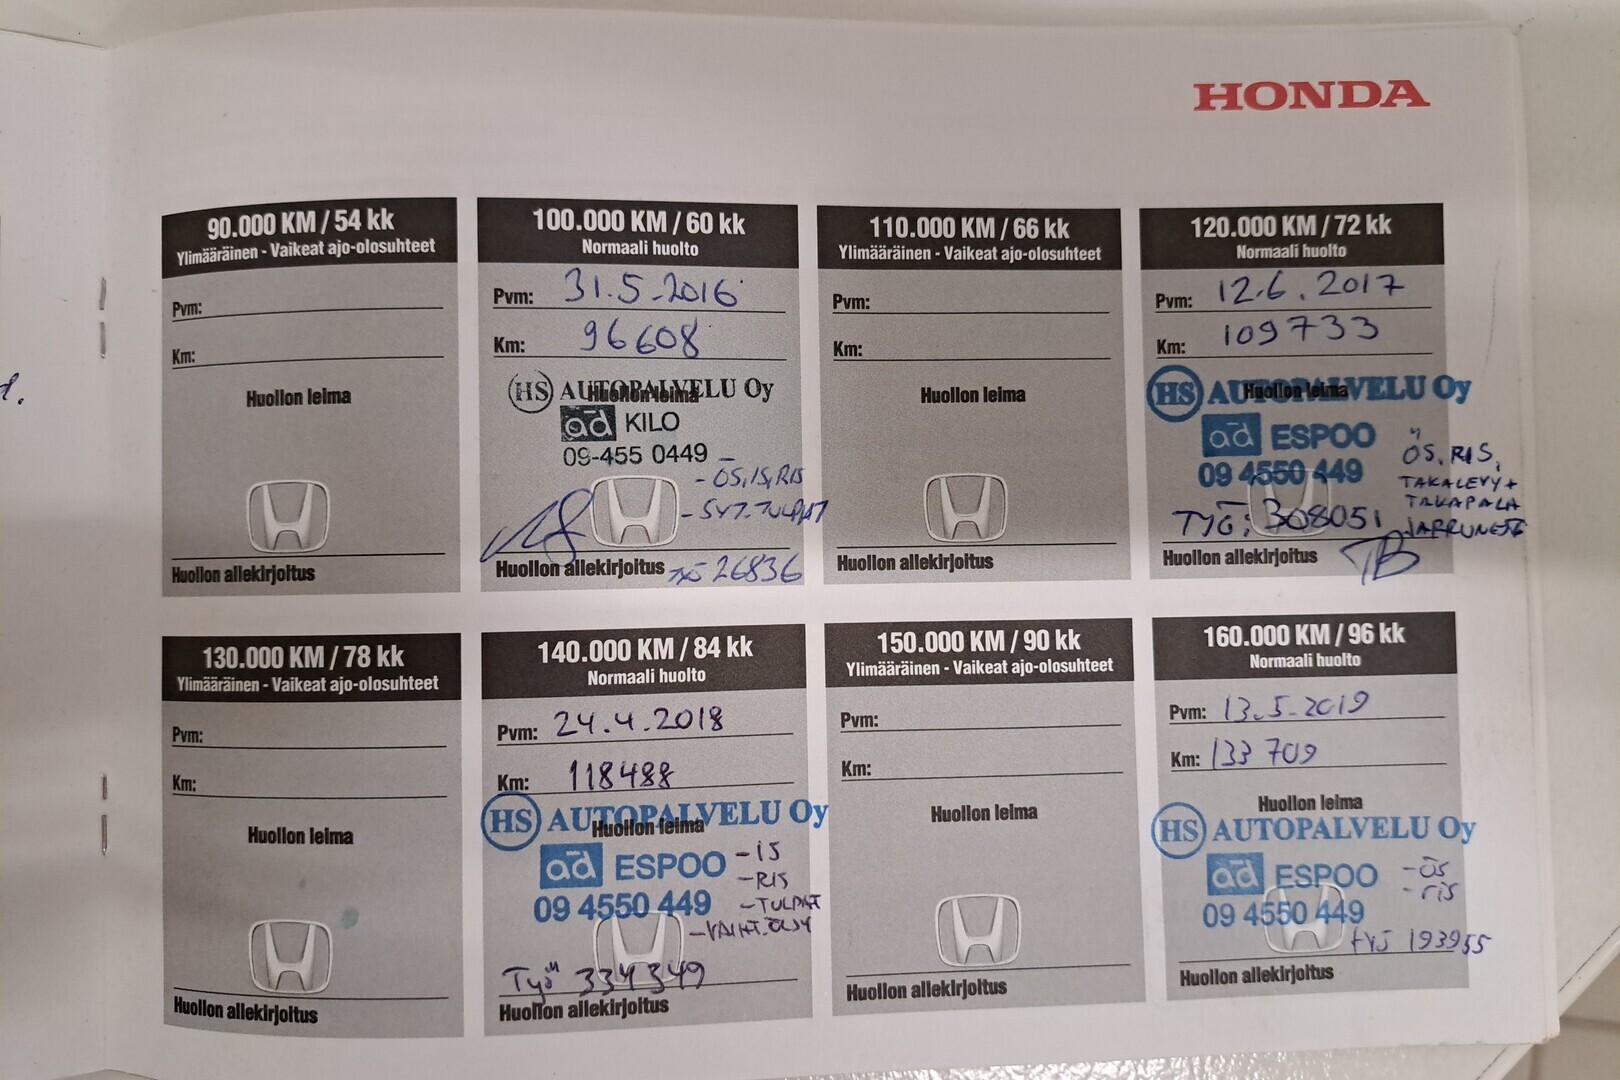 HONDA
90.000 KM / 54 kk
Ylimääräinen - Vaikeat ajo-olosuhteet
Pvm:
Km:
Huollon leima
Huollon allekirjoitus
100.000 KM / 60 kk
Normaali huolto
Pvm: 31.5.2016
Km: 96608
HS AUTOPALVELU Oy
Huollon leima
ad KILO
09-455 0449
- ÖS, IS, RIS
- SYT.TULPAT
Huollon allekirjoitus TYÖ 26836
110.000 KM / 66 kk
Ylimääräinen - Vaikeat ajo-olosuhteet
Pvm:
Km:
Huollon leima
Huollon allekirjoitus
120.000 KM / 72 kk
Normaali huolto
Pvm: 12.6.2017
Km: 109733
HS AUTOPALVELU Oy
Huollon leima
ad ESPOO
09 4550 449
ÖS, RIS,
TAKALEVY+
TAKAPALA
JARRUNESTE
TYÖ: 308051
Huollon allekirjoitus TB
130.000 KM / 78 kk
Ylimääräinen - Vaikeat ajo-olosuhteet
Pvm:
Km:
Huollon leima
Huollon allekirjoitus
140.000 KM / 84 kk
Normaali huolto
Pvm: 24.4.2018
Km: 118488
HS AUTOPALVELU Oy
Huollon leima
ad ESPOO
09 4550 449
- IS
- RIS
- TULPAT
- VAIHT.ÖLJY
Työ 334349
Huollon allekirjoitus
150.000 KM / 90 kk
Ylimääräinen - Vaikeat ajo-olosuhteet
Pvm:
Km:
Huollon leima
Huollon allekirjoitus
160.000 KM / 96 kk
Normaali huolto
Pvm: 13.5.2019
Km: 133 709
Huollon leima
HS AUTOPALVELU Oy
ad ESPOO
09 4550 449
- ÖS
- RIS
TYÖ 193955
Huollon allekirjoitus